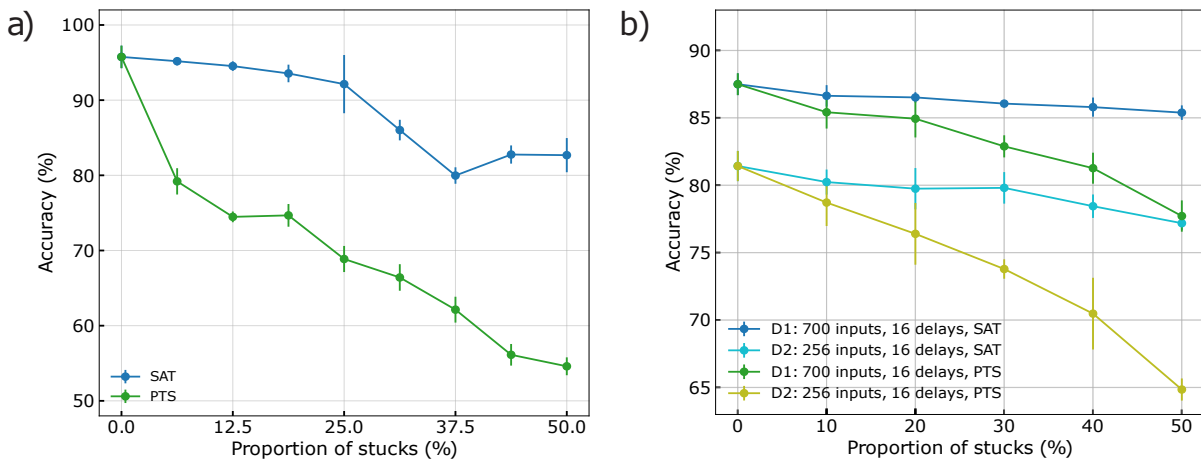 a)
100
90
80
70
60
50
Accuracy (%)
SAT
PTS
0.0 12.5 25.0 37.5 50.0
Proportion of stucks (%)
b)
90
85
80
75
70
65
Accuracy (%)
D1: 700 inputs, 16 delays, SAT
D2: 256 inputs, 16 delays, SAT
D1: 700 inputs, 16 delays, PTS
D2: 256 inputs, 16 delays, PTS
0 10 20 30 40 50
Proportion of stucks (%)